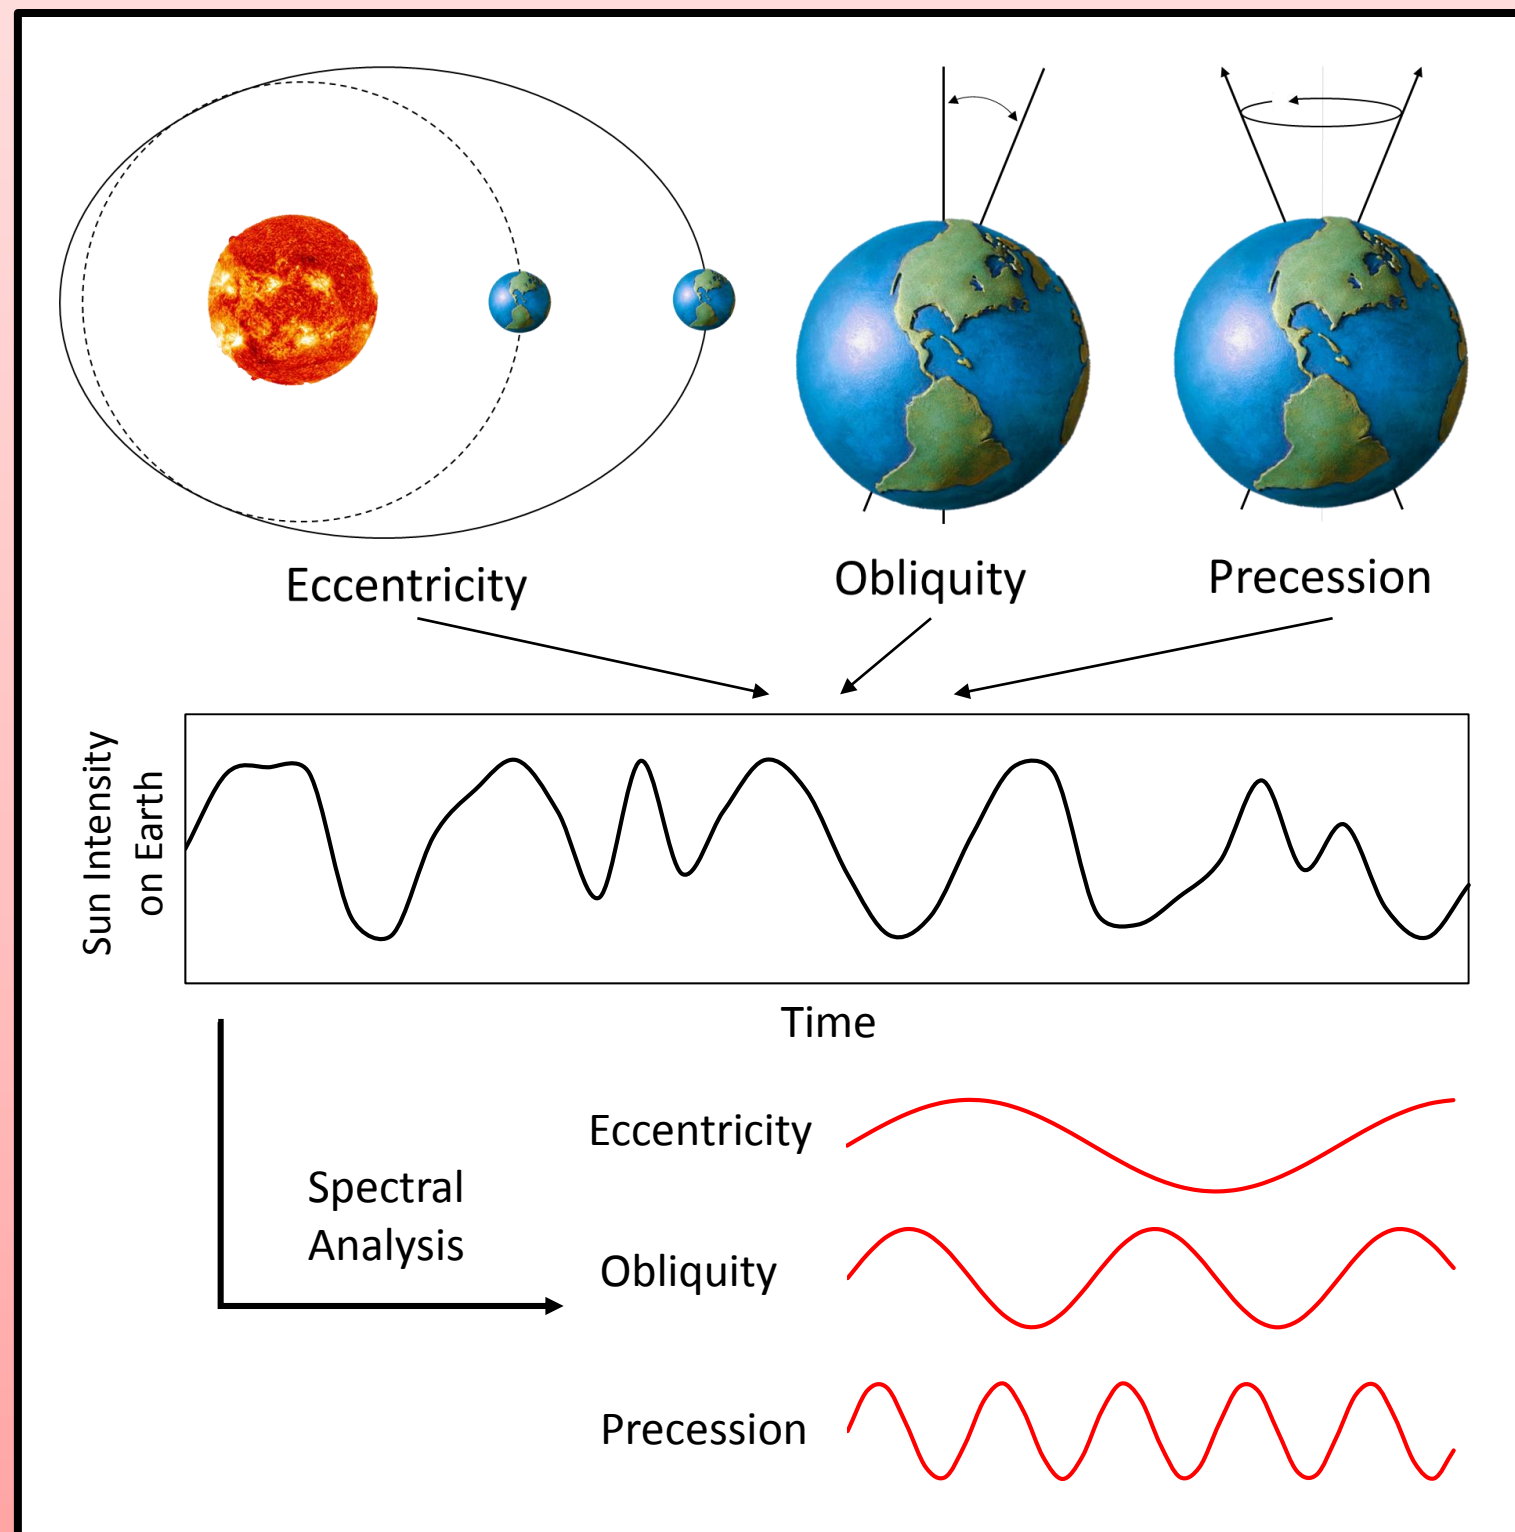 Eccentricity
Obliquity
Precession
Sun Intensity
on Earth
Time
Spectral
Analysis
Eccentricity
Obliquity
Precession